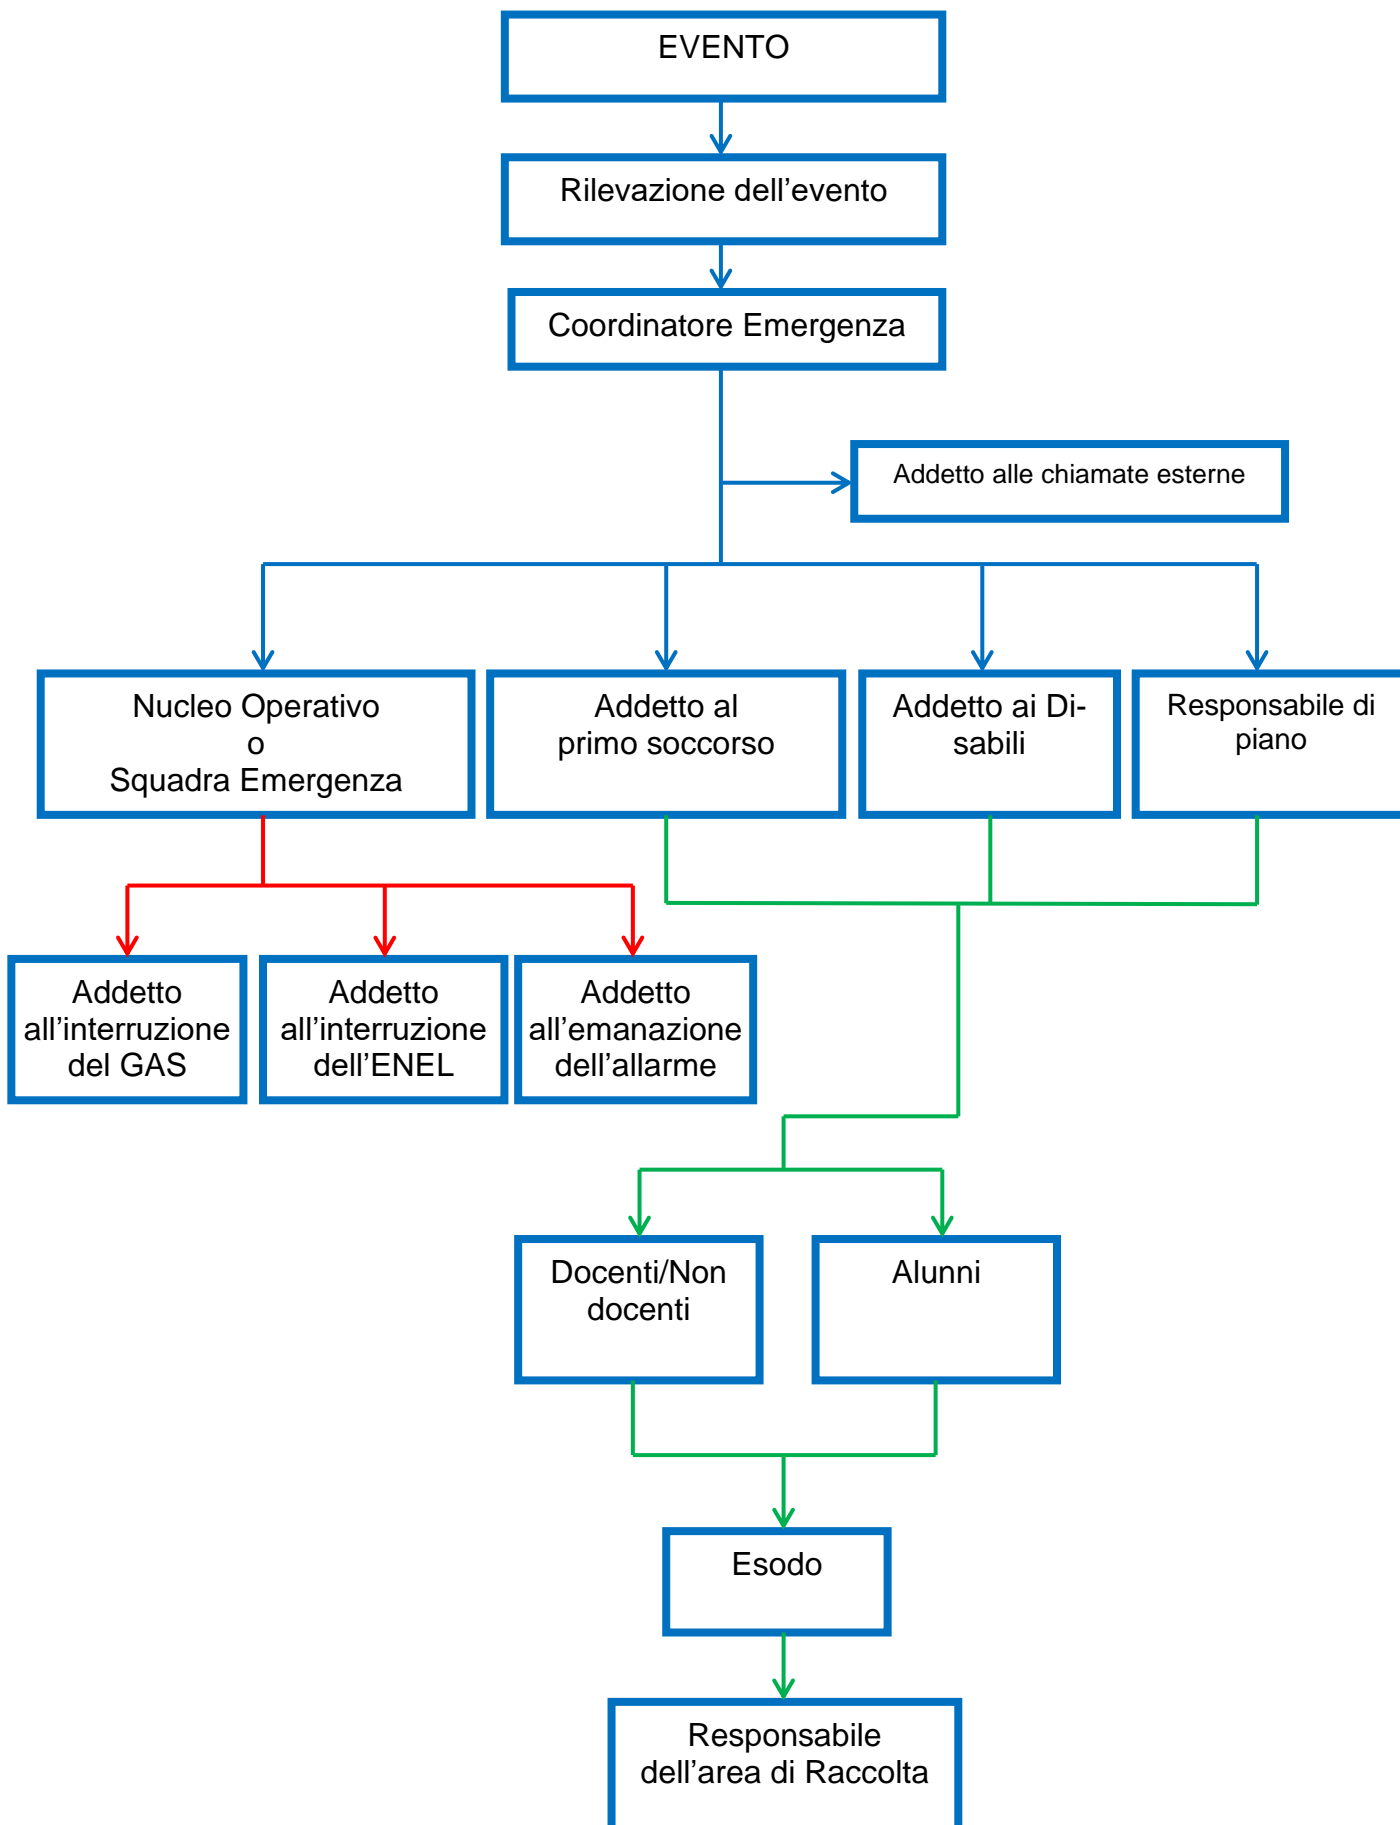 EVENTO
Rilevazione dell’evento
Coordinatore Emergenza
Addetto alle chiamate esterne
Nucleo Operativo
o
Squadra Emergenza
Addetto al
primo soccorso
Addetto ai Di-
sabili
Responsabile di
piano
Addetto
all’interruzione
del GAS
Addetto
all’interruzione
dell’ENEL
Addetto
all’emanazione
dell’allarme
Docenti/Non
docenti
Alunni
Esodo
Responsabile
dell’area di Raccolta